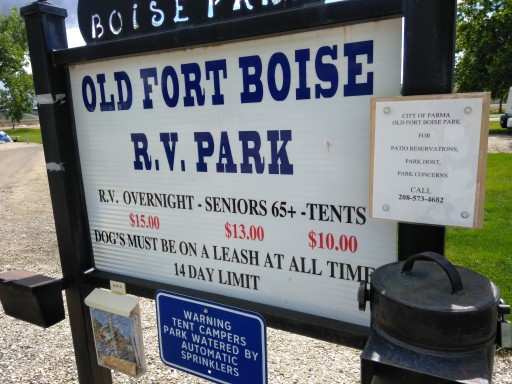 BOISE PARK
OLD FORT BOISE
R.V. PARK
R.V. OVERNIGHT - SENIORS 65+ -TENTS
$15.00 $13.00 $10.00
DOG'S MUST BE ON A LEASH AT ALL TIME
14 DAY LIMIT
CITY OF PARMA
OLD FORT BOISE PARK
FOR
PATIO RESERVATIONS,
PARK HOST,
PARK CONCERNS
CALL
208-573-4682
WARNING
TENT CAMPERS
PARK WATERED BY
AUTOMATIC
SPRINKLERS